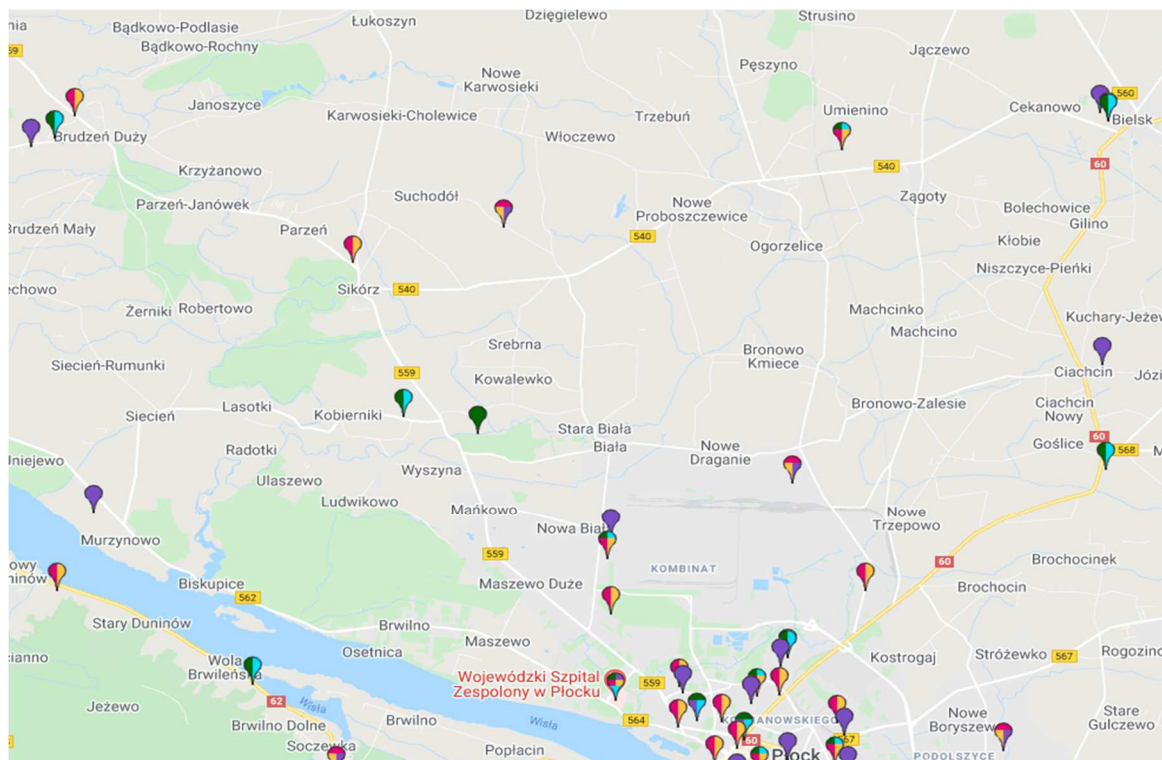 Łukoszyn
Dzięgielewo
Strusino
Bądkowo-Podlasie
Bądkowo-Rochny
Jączewo
Pęszyno
Nowe
Karwosieki
Janoszyce
Karwosieki-Cholewice
Trzebuń
Umienino
Cekanowo
560
Bielsk
Brudzeń Duży
Włoczewo
Krzyżanowo
540
60
Suchodół
Zągoty
Parzeń-Janówek
Nowe
Proboszczewice
Bolechowice
Gilino
Brudzeń Mały
Parzeń
540
Ogorzelice
Kłobie
Niszczyce-Pieńki
Sikórz
540
Żerniki
Robertowo
Machcinko
Machcino
Srebrna
Bronowo
Kmiece
Siecień-Rumunki
559
Kowalewko
Ciachcin
Siecień
Lasotki
Kobierniki
Bronowo-Zalesie
Ciachcin
Nowy
Stara Biała
Biała
Nowe
Draganie
60
Goślice
568
Radotki
Wyszyna
Ulaszewo
Ludwikowo
Mańkowo
Nowe
Trzepowo
Murzynowo
559
KOMBINAT
60
Brochocinek
Biskupice
Maszewo Duże
Brochocin
562
Stary Duninów
Brwilno
Maszewo
Osetnica
Kostrogaj
Stróżewko
567
Wola
Brwileńska
Wojewódzki Szpital
Zespolony w Płocku
559
62
Wisła
Jeżewo
Brwilno Dolne
Brwilno
Wisła
564
Nowe
Boryszewo
Stare
Gulczewo
Soczewka
Popłacin
60
Płock
PODOLSZYCE